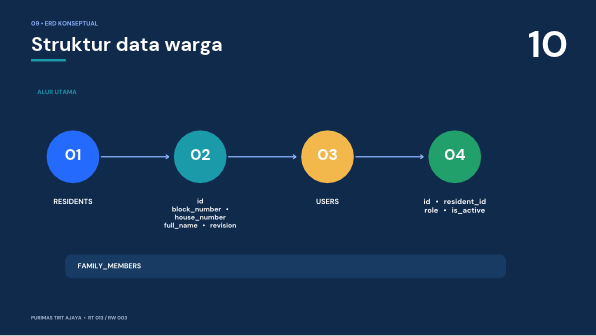 09 • ERD KONSEPTUAL
Struktur data warga
10
ALUR UTAMA
01
02
03
04
RESIDENTS
id
block_number •
house_number
full_name • revision
USERS
id • resident_id
role • is_active
FAMILY_MEMBERS
PURIMAS TIRT AJAYA • RT 013 / RW 003